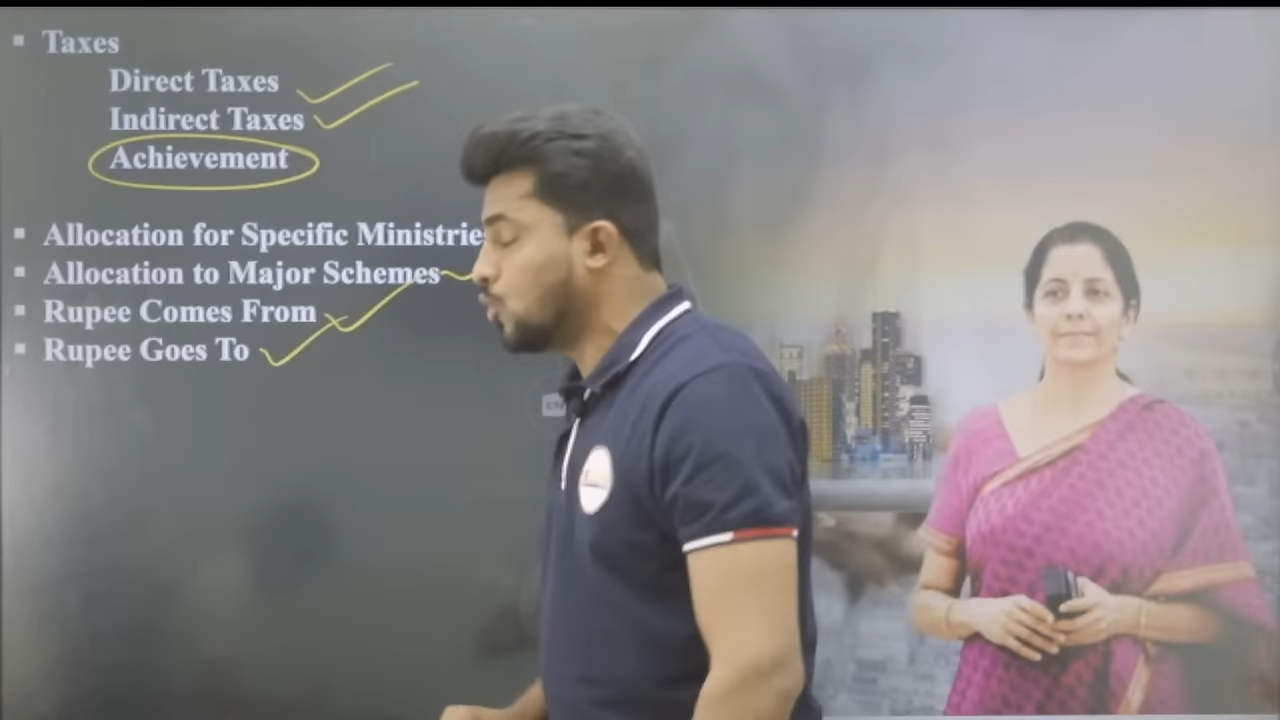 Taxes
Direct Taxes
Indirect Taxes
Achievement
Allocation for Specific Ministrie
Allocation to Major Schemes
Rupee Comes From
Rupee Goes To